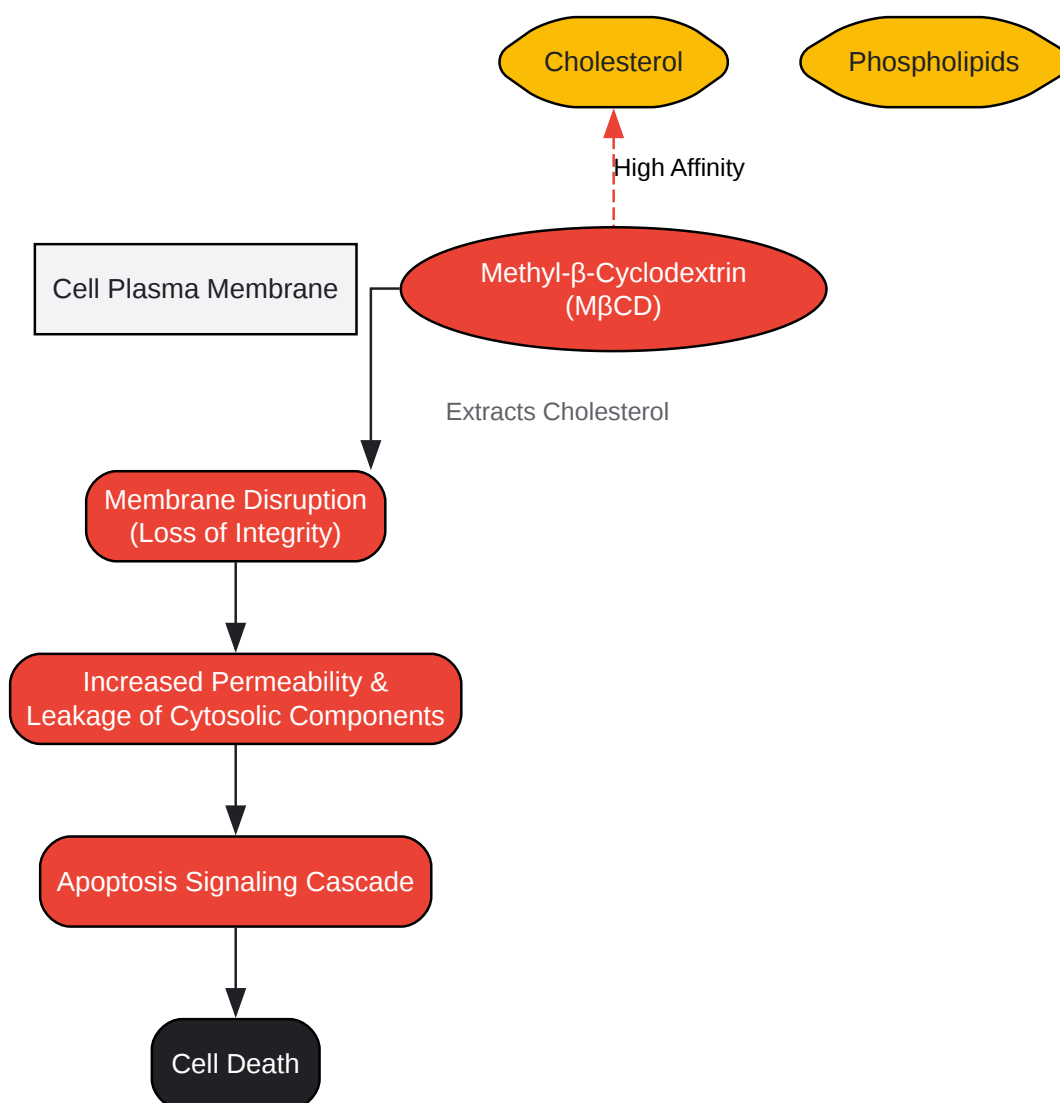 Cholesterol
Phospholipids
High Affinity
Cell Plasma Membrane
Methyl-β-Cyclodextrin
(MβCD)
Extracts Cholesterol
Membrane Disruption
(Loss of Integrity)
Increased Permeability &
Leakage of Cytosolic Components
Apoptosis Signaling Cascade
Cell Death